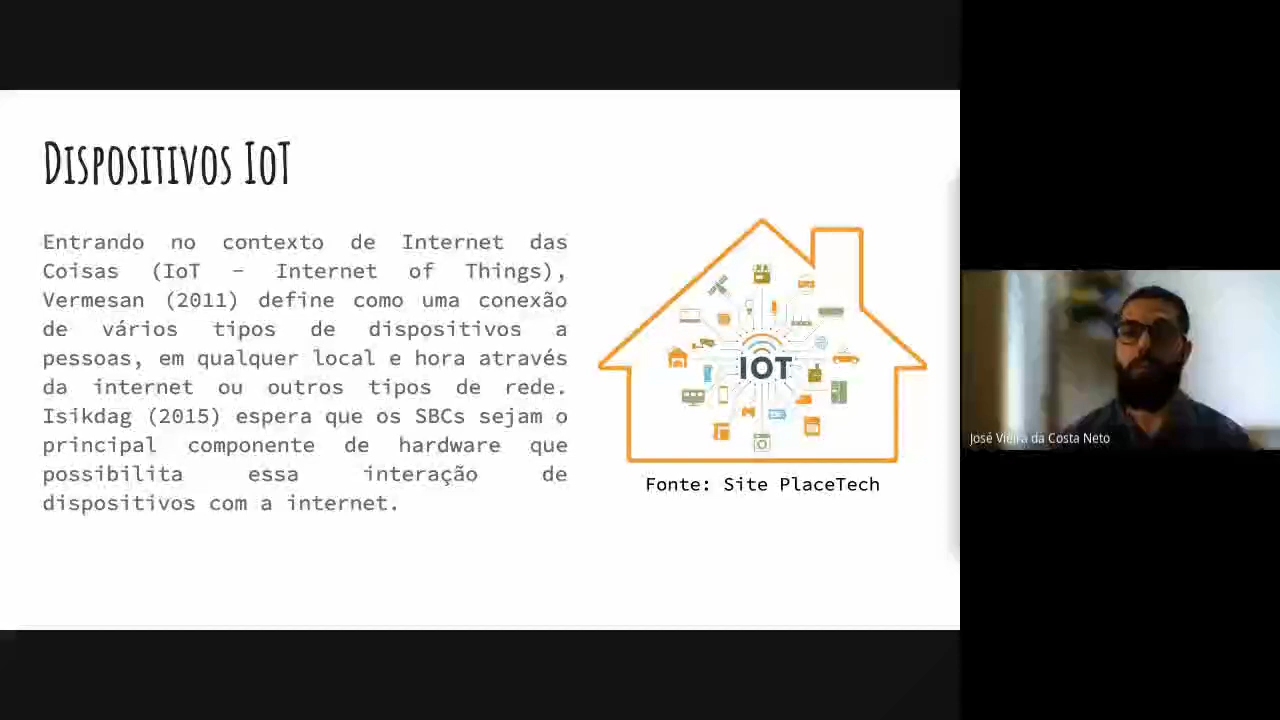 Dispositivos IoT
Entrando no contexto de Internet das
Coisas (IoT - Internet of Things),
Vermesan (2011) define como uma conexão
de vários tipos de dispositivos a
pessoas, em qualquer local e hora através
da internet ou outros tipos de rede.
Isikdag (2015) espera que os SBCs sejam o
principal componente de hardware que
possibilita essa interação de
dispositivos com a internet.
IOT
Fonte: Site PlaceTech
José Vieira da Costa Neto